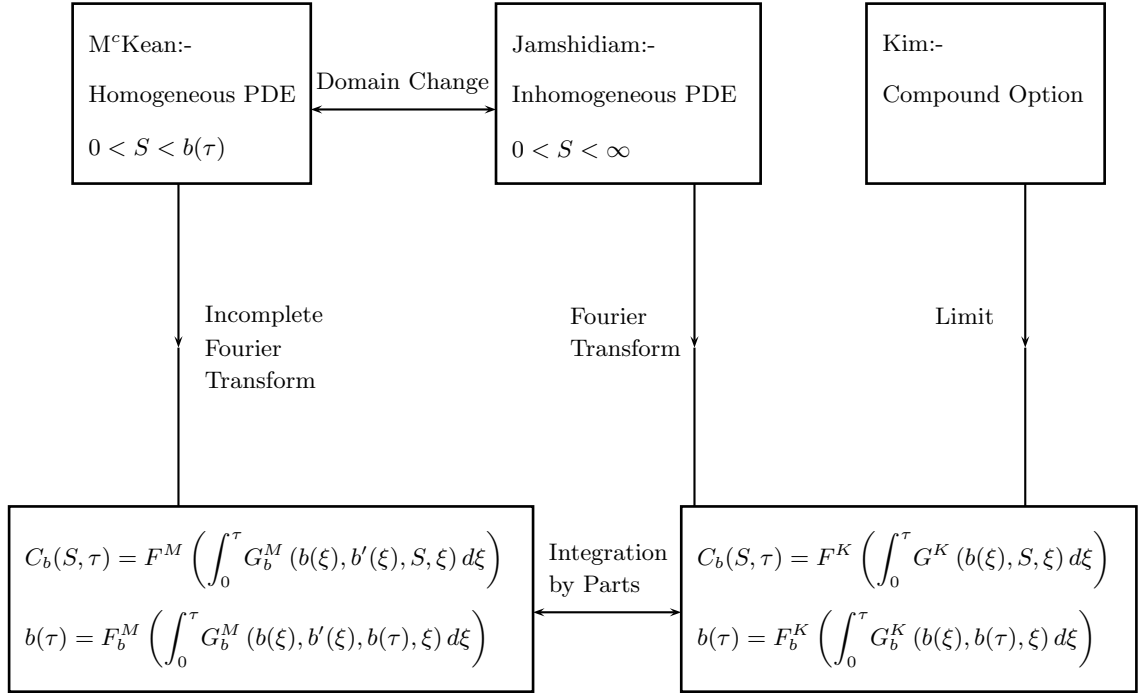 MᶜKean:-
Homogeneous PDE
0 < S < b(τ)
Domain Change
Jamshidiam:-
Inhomogeneous PDE
0 < S < ∞
Kim:-
Compound Option
Incomplete
Fourier
Transform
Fourier
Transform
Limit
C_b(S, τ) = F^M (∫_0^τ G_b^M (b(ξ), b′(ξ), S, ξ) dξ)
b(τ) = F_b^M (∫_0^τ G_b^M (b(ξ), b′(ξ), b(τ), ξ) dξ)
Integration
by Parts
C_b(S, τ) = F^K (∫_0^τ G^K (b(ξ), S, ξ) dξ)
b(τ) = F_b^K (∫_0^τ G_b^K (b(ξ), b(τ), ξ) dξ)